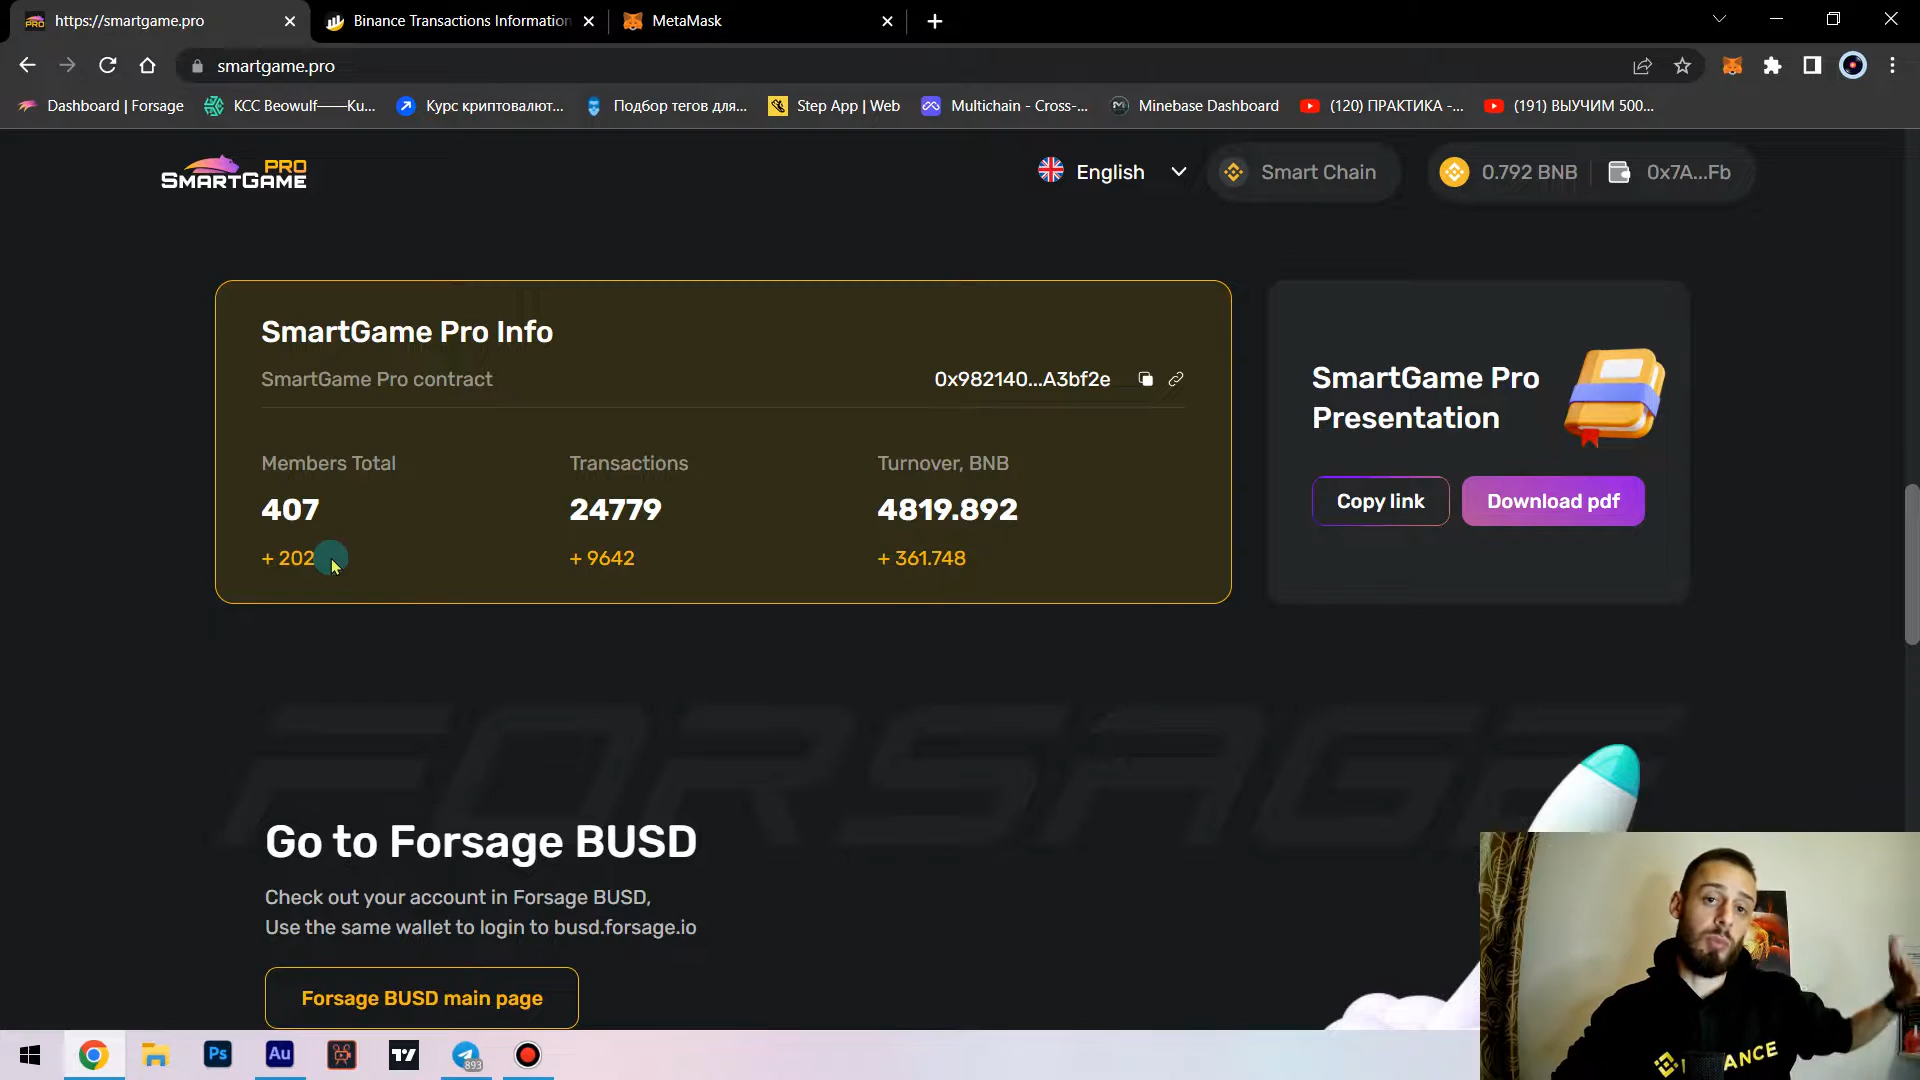 https://smartgame.pro
Binance Transactions Information
MetaMask
smartgame.pro
Dashboard | Forsage
KCC Beowulf——Ku...
Курс криптовалют...
Подбор тегов для...
Step App | Web
Multichain - Cross-...
Minebase Dashboard
(120) ПРАКТИКА -...
(191) ВЫУЧИМ 500...
PRO
SMARTGAME
English
Smart Chain
0.792 BNB
0x7A...Fb
SmartGame Pro Info
SmartGame Pro contract
0x982140...A3bf2e
Members Total
Transactions
Turnover, BNB
407
24779
4819.892
+ 202
+ 9642
+ 361.748
SmartGame Pro
Presentation
Copy link
Download pdf
FORSAGE
Go to Forsage BUSD
Check out your account in Forsage BUSD,
Use the same wallet to login to busd.forsage.io
Forsage BUSD main page
Ps
Au
893